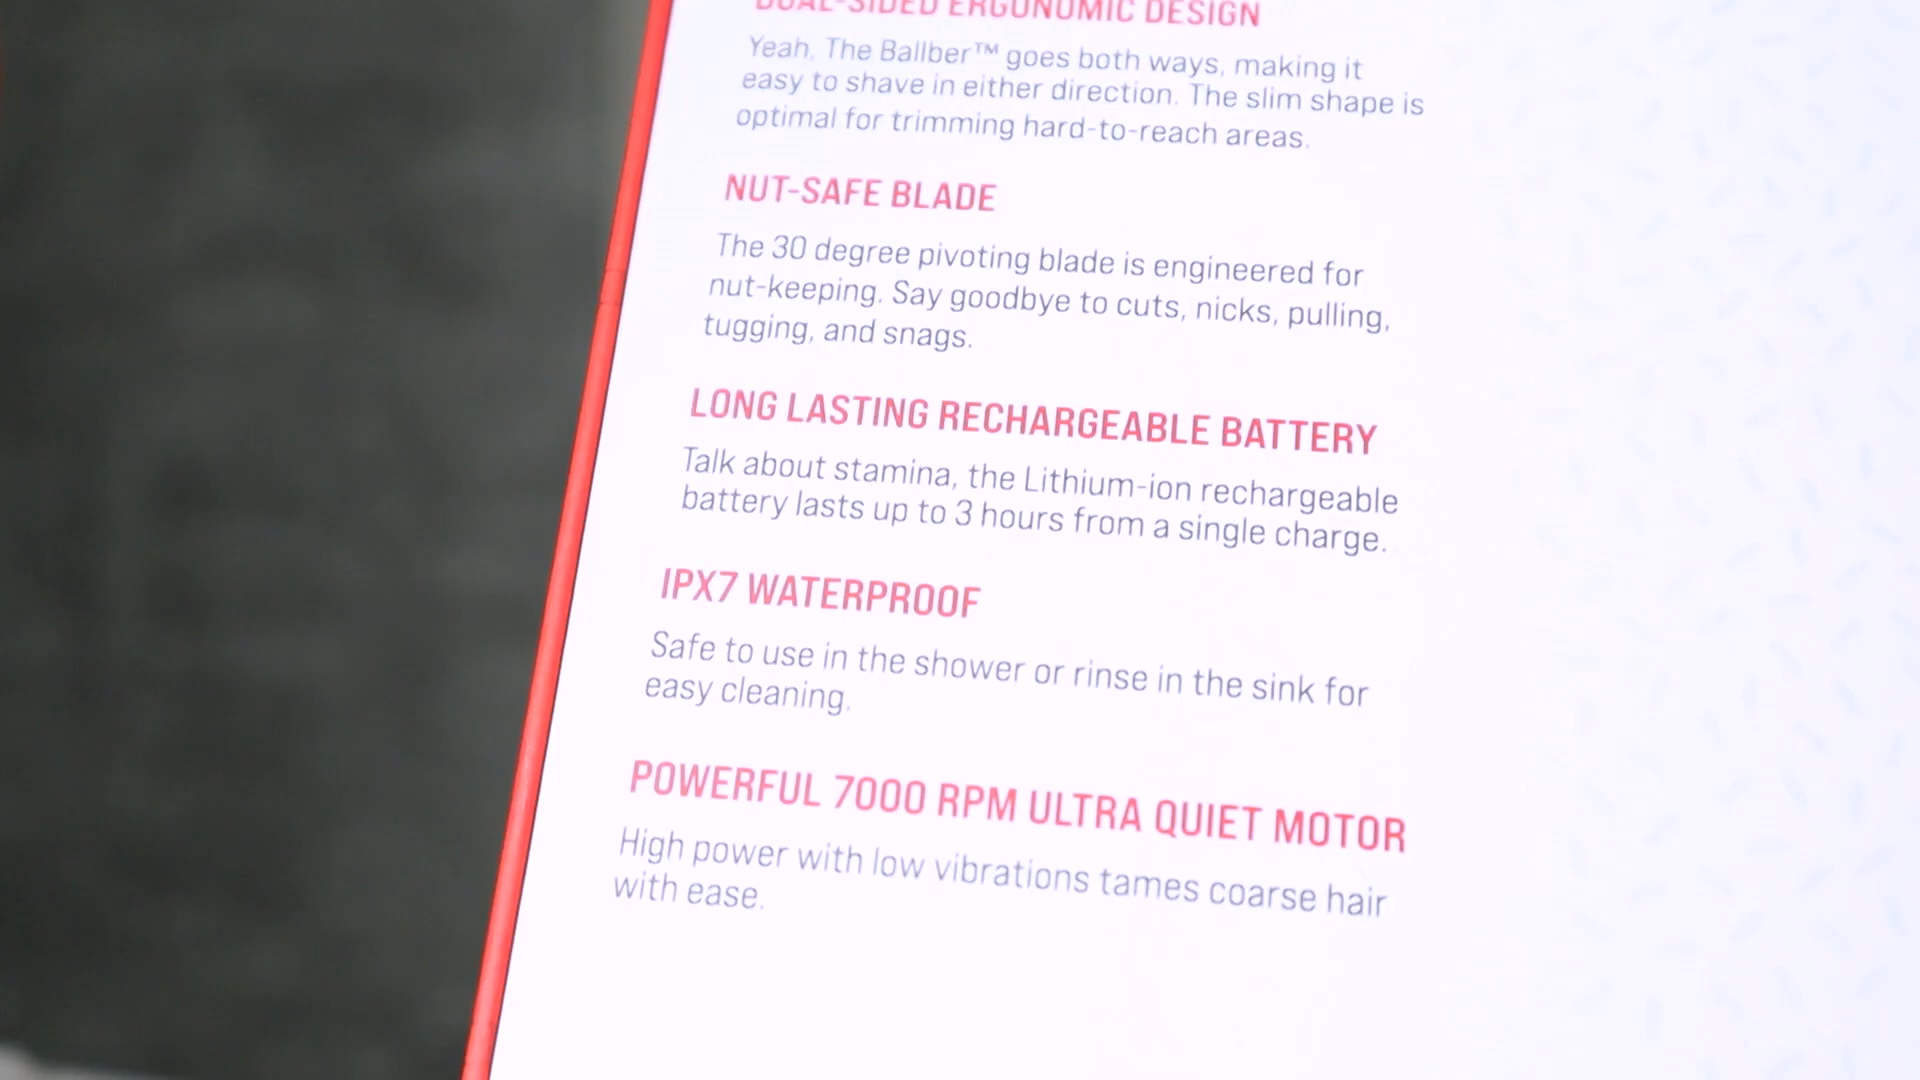 DUAL-SIDED ERGONOMIC DESIGN
Yeah, The Ballber™ goes both ways, making it
easy to shave in either direction. The slim shape is
optimal for trimming hard-to-reach areas.
NUT-SAFE BLADE
The 30 degree pivoting blade is engineered for
nut-keeping. Say goodbye to cuts, nicks, pulling,
tugging, and snags.
LONG LASTING RECHARGEABLE BATTERY
Talk about stamina, the Lithium-ion rechargeable
battery lasts up to 3 hours from a single charge.
IPX7 WATERPROOF
Safe to use in the shower or rinse in the sink for
easy cleaning.
POWERFUL 7000 RPM ULTRA QUIET MOTOR
High power with low vibrations tames coarse hair
with ease.